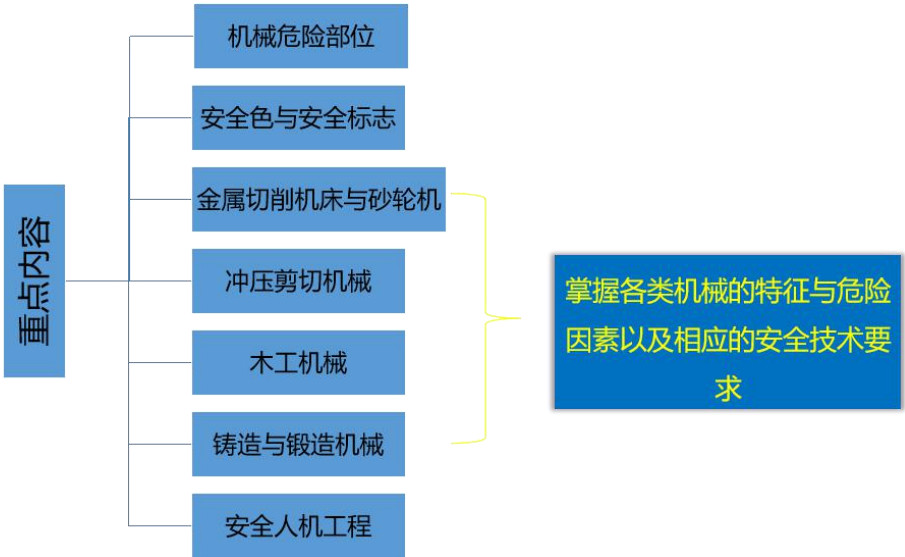 重点内容
机械危险部位
安全色与安全标志
金属切削机床与砂轮机
冲压剪切机械
木工机械
铸造与锻造机械
安全人机工程
掌握各类机械的特征与危险
因素以及相应的安全技术要
求